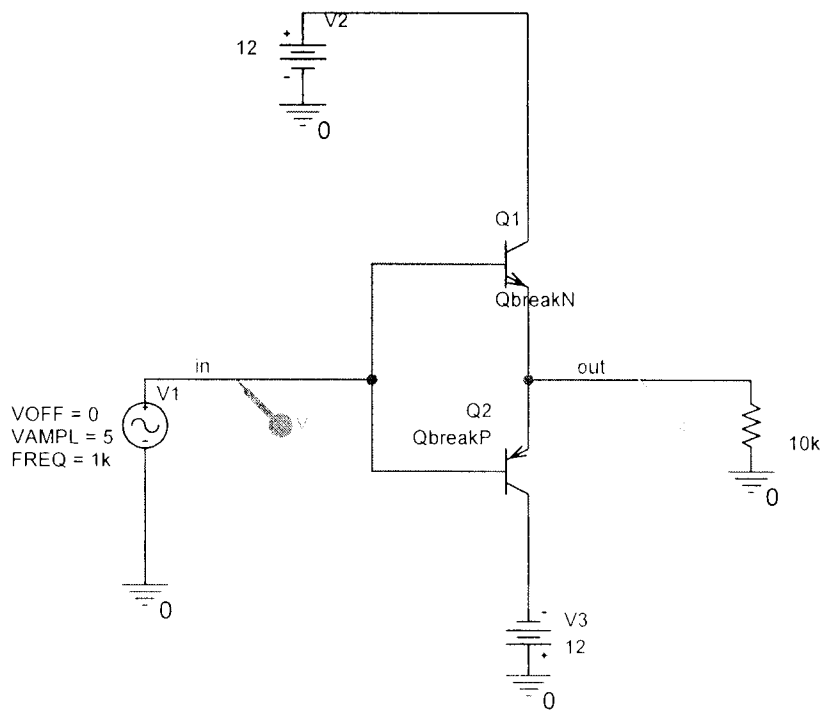 V2
+
12
-
0
Q1
QbreakN
in
out
V1
+
VOFF = 0
VAMPL = 5
FREQ = 1k
-
V
Q2
QbreakP
10k
0
0
-
V3
12
+
0